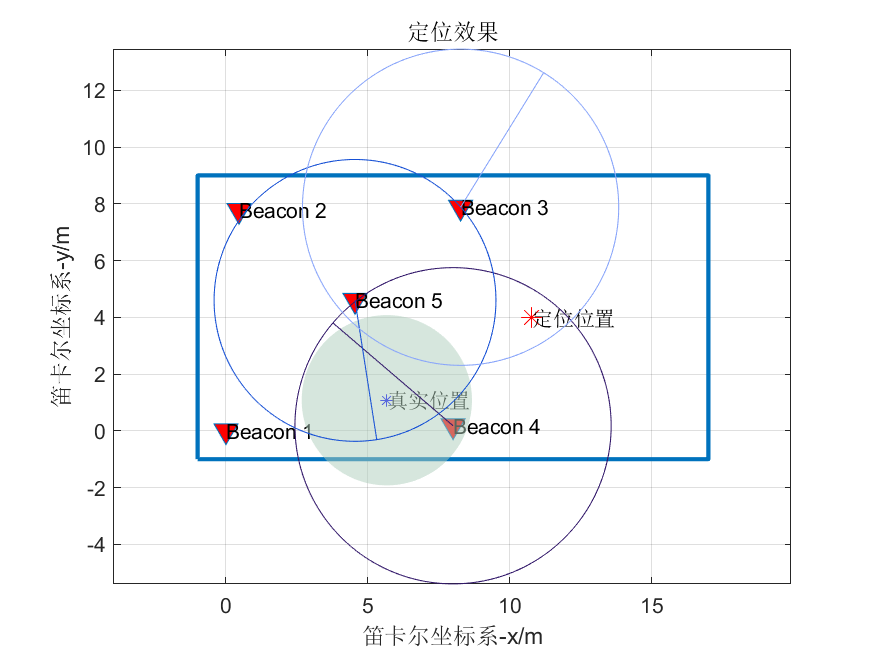 定位效果
12
10
8
6
4
2
0
-2
-4
Beacon 2
Beacon 3
Beacon 5
定位位置
真实位置
Beacon 1
Beacon 4
0
5
10
15
笛卡尔坐标系-x/m
笛卡尔坐标系-y/m